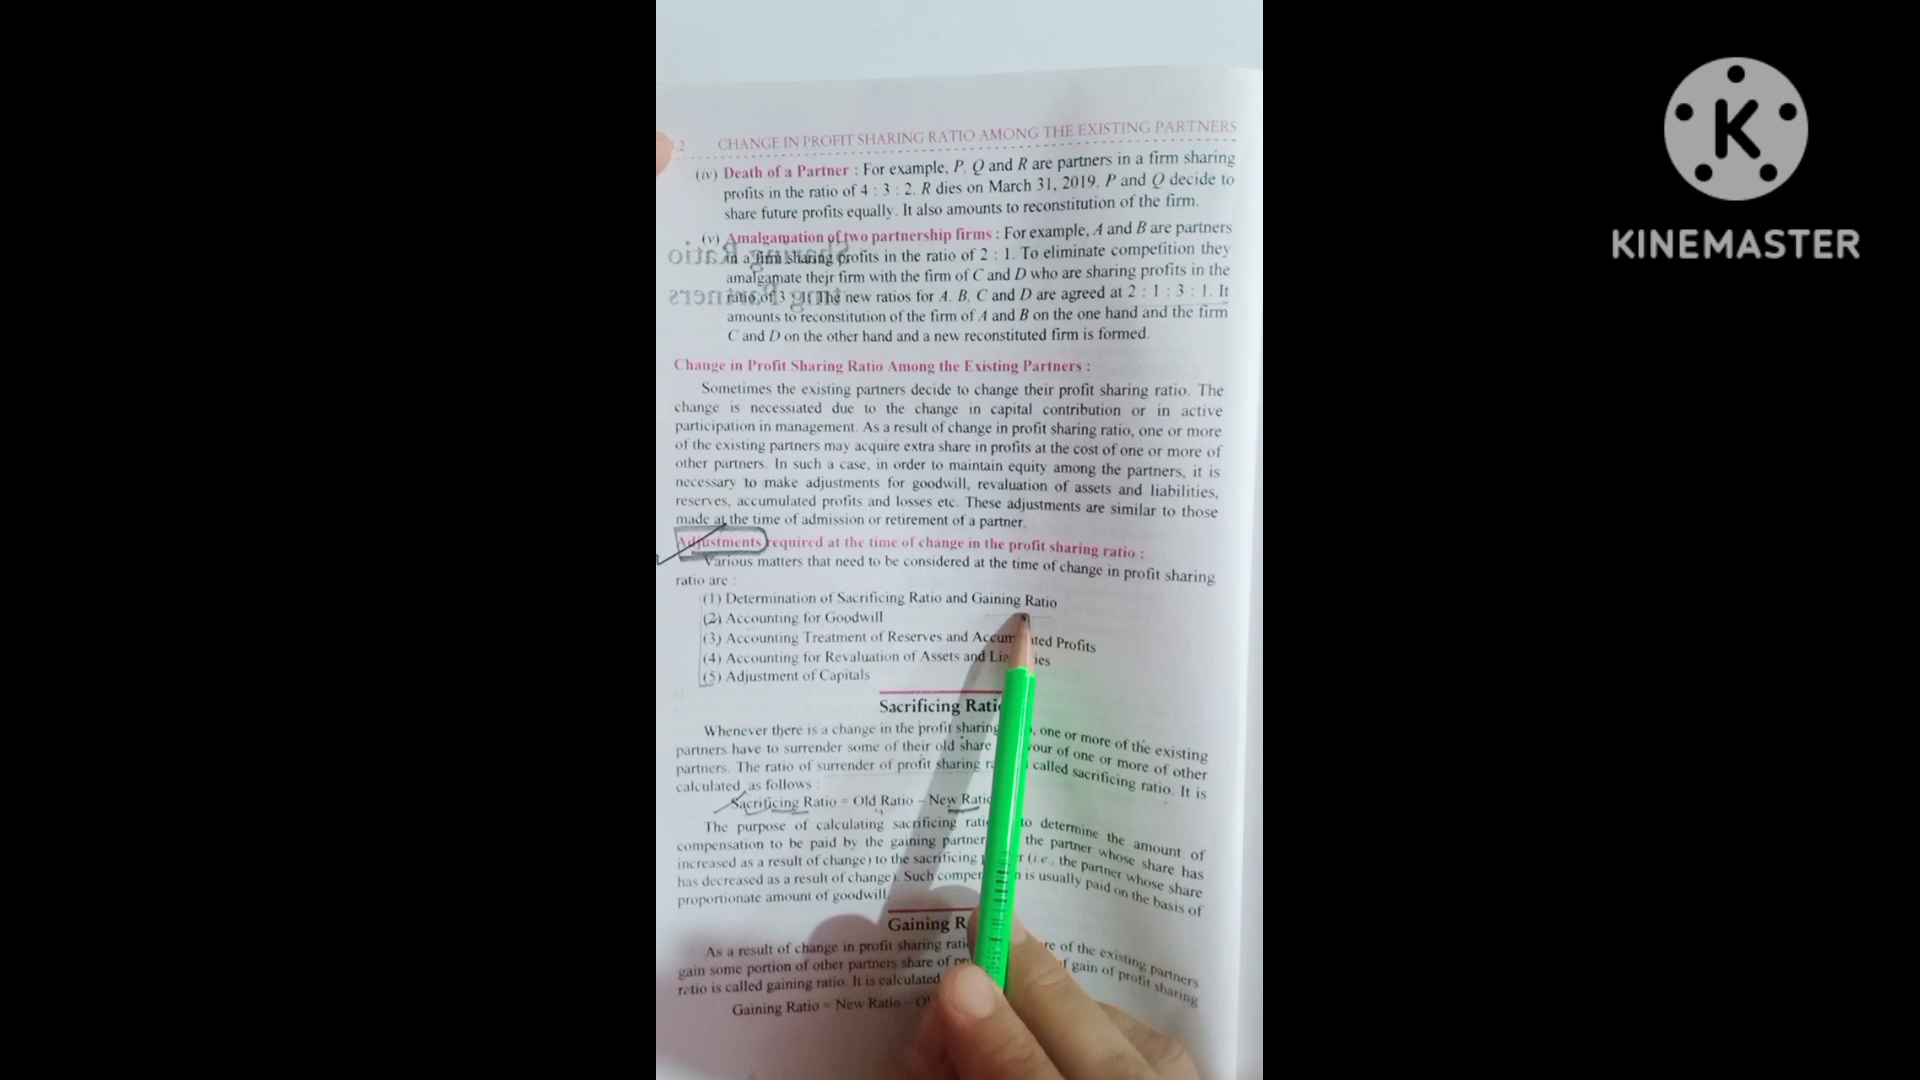 .2 CHANGE IN PROFIT SHARING RATIO AMONG THE EXISTING PARTNERS
(iv) Death of a Partner : For example, P, Q and R are partners in a firm sharing
profits in the ratio of 4 : 3 : 2. R dies on March 31, 2019. P and Q decide to
share future profits equally. It also amounts to reconstitution of the firm.
(v) Amalgamation of two partnership firms : For example, A and B are partners
in a firm sharing profits in the ratio of 2 : 1. To eliminate competition they
amalgamate their firm with the firm of C and D who are sharing profits in the
ratio of 3 : 1. The new ratios for A, B, C and D are agreed at 2 : 1 : 3 : 1. It
amounts to reconstitution of the firm of A and B on the one hand and the firm
C and D on the other hand and a new reconstituted firm is formed.
Change in Profit Sharing Ratio Among the Existing Partners :
Sometimes the existing partners decide to change their profit sharing ratio. The
change is necessiated due to the change in capital contribution or in active
participation in management. As a result of change in profit sharing ratio, one or more
of the existing partners may acquire extra share in profits at the cost of one or more of
other partners. In such a case, in order to maintain equity among the partners, it is
necessary to make adjustments for goodwill, revaluation of assets and liabilities,
reserves, accumulated profits and losses etc. These adjustments are similar to those
made at the time of admission or retirement of a partner.
Adjustments required at the time of change in the profit sharing ratio :
Various matters that need to be considered at the time of change in profit sharing
ratio are :
(1) Determination of Sacrificing Ratio and Gaining Ratio
(2) Accounting for Goodwill
(3) Accounting Treatment of Reserves and Accum ted Profits
(4) Accounting for Revaluation of Assets and Lia ies
(5) Adjustment of Capitals
Sacrificing Rati
Whenever there is a change in the profit sharing , one or more of the existing
partners have to surrender some of their old share our of one or more of other
partners. The ratio of surrender of profit sharing ra called sacrificing ratio. It is
calculated as follows :
Sacrificing Ratio = Old Ratio – New Ratio
The purpose of calculating sacrificing rati to determine the amount of
compensation to be paid by the gaining partner the partner whose share has
increased as a result of change) to the sacrificing p r (i.e., the partner whose share
has decreased as a result of change). Such compen n is usually paid on the basis of
proportionate amount of goodwill.
Gaining R
As a result of change in profit sharing rati re of the existing partners
gain some portion of other partners share of pro f gain of profit sharing
ratio is called gaining ratio. It is calculated
Gaining Ratio = New Ratio – Ol
K
KINEMASTER